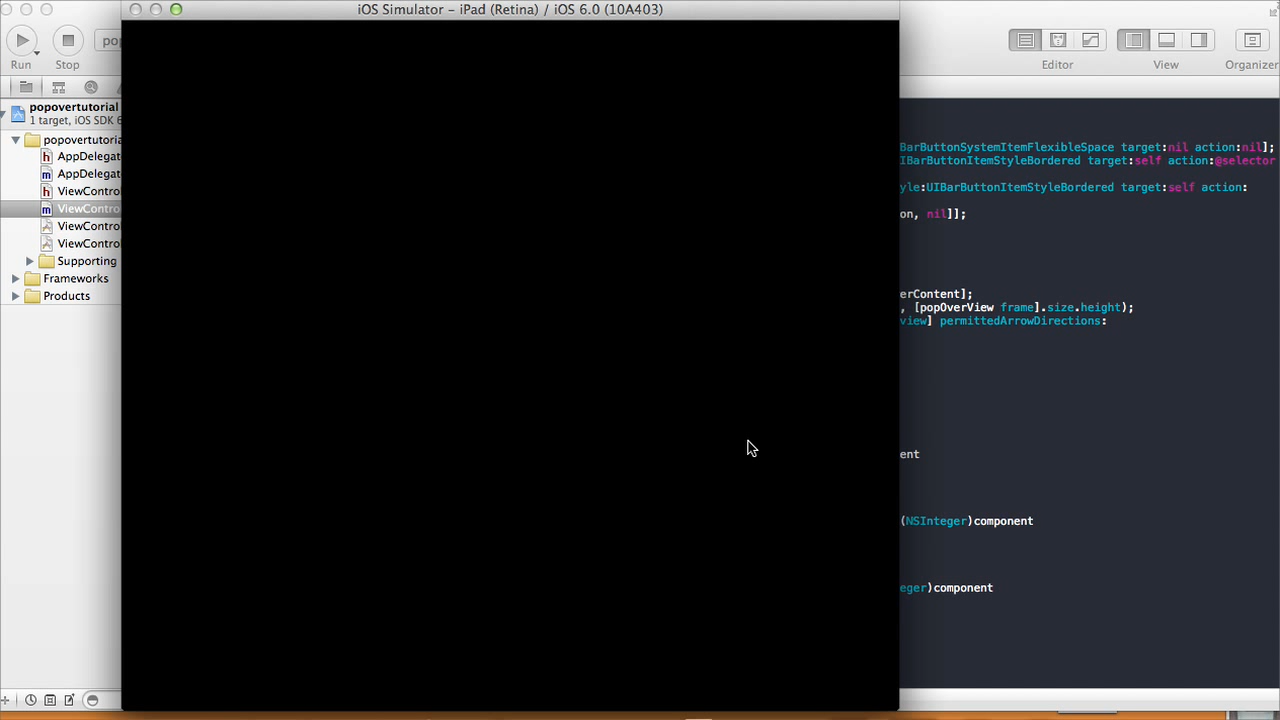 iOS Simulator – iPad (Retina) / iOS 6.0 (10A403)
Run
Stop
pop
Editor
View
Organizer
popovertutorial
1 target, iOS SDK 6
popovertutoria
AppDelegat
AppDelegat
ViewContro
ViewContro
ViewContro
ViewContro
Supporting
Frameworks
Products
BarButtonSystemItemFlexibleSpace target:nil action:nil];
IBarButtonItemStyleBordered target:self action:@selector
yle:UIBarButtonItemStyleBordered target:self action:
on, nil]];
erContent];
, [popOverView frame].size.height);
view] permittedArrowDirections:
ent
(NSInteger)component
eger)component